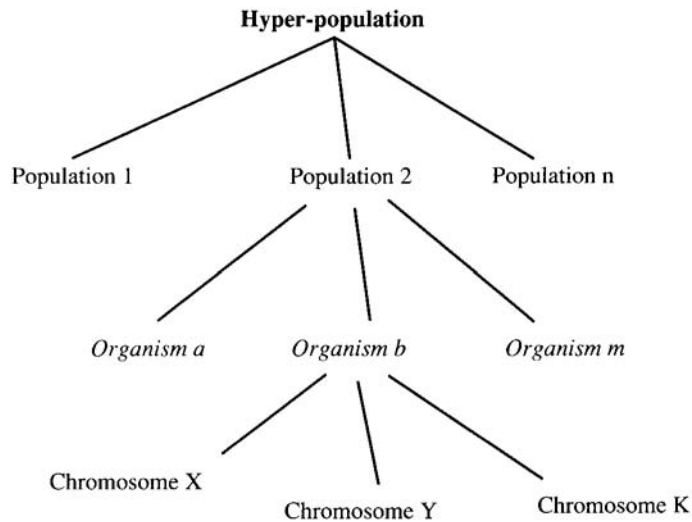 Hyper-population
Population 1
Population 2
Population n
Organism a
Organism b
Organism m
Chromosome X
Chromosome Y
Chromosome K